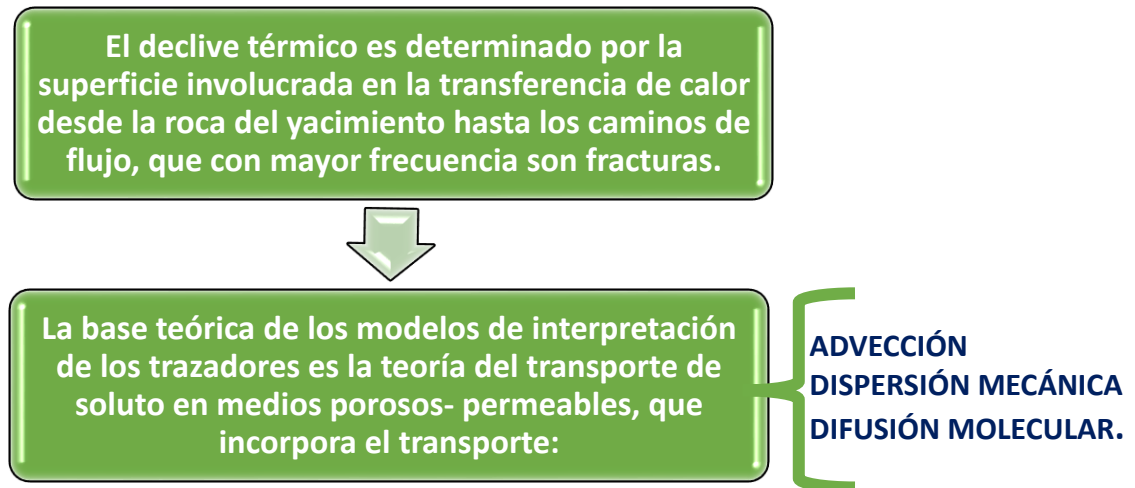 El declive térmico es determinado por la
superficie involucrada en la transferencia de calor
desde la roca del yacimiento hasta los caminos de
flujo, que con mayor frecuencia son fracturas.
La base teórica de los modelos de interpretación
de los trazadores es la teoría del transporte de
soluto en medios porosos- permeables, que
incorpora el transporte:
ADVECCIÓN
DISPERSIÓN MECÁNICA
DIFUSIÓN MOLECULAR.